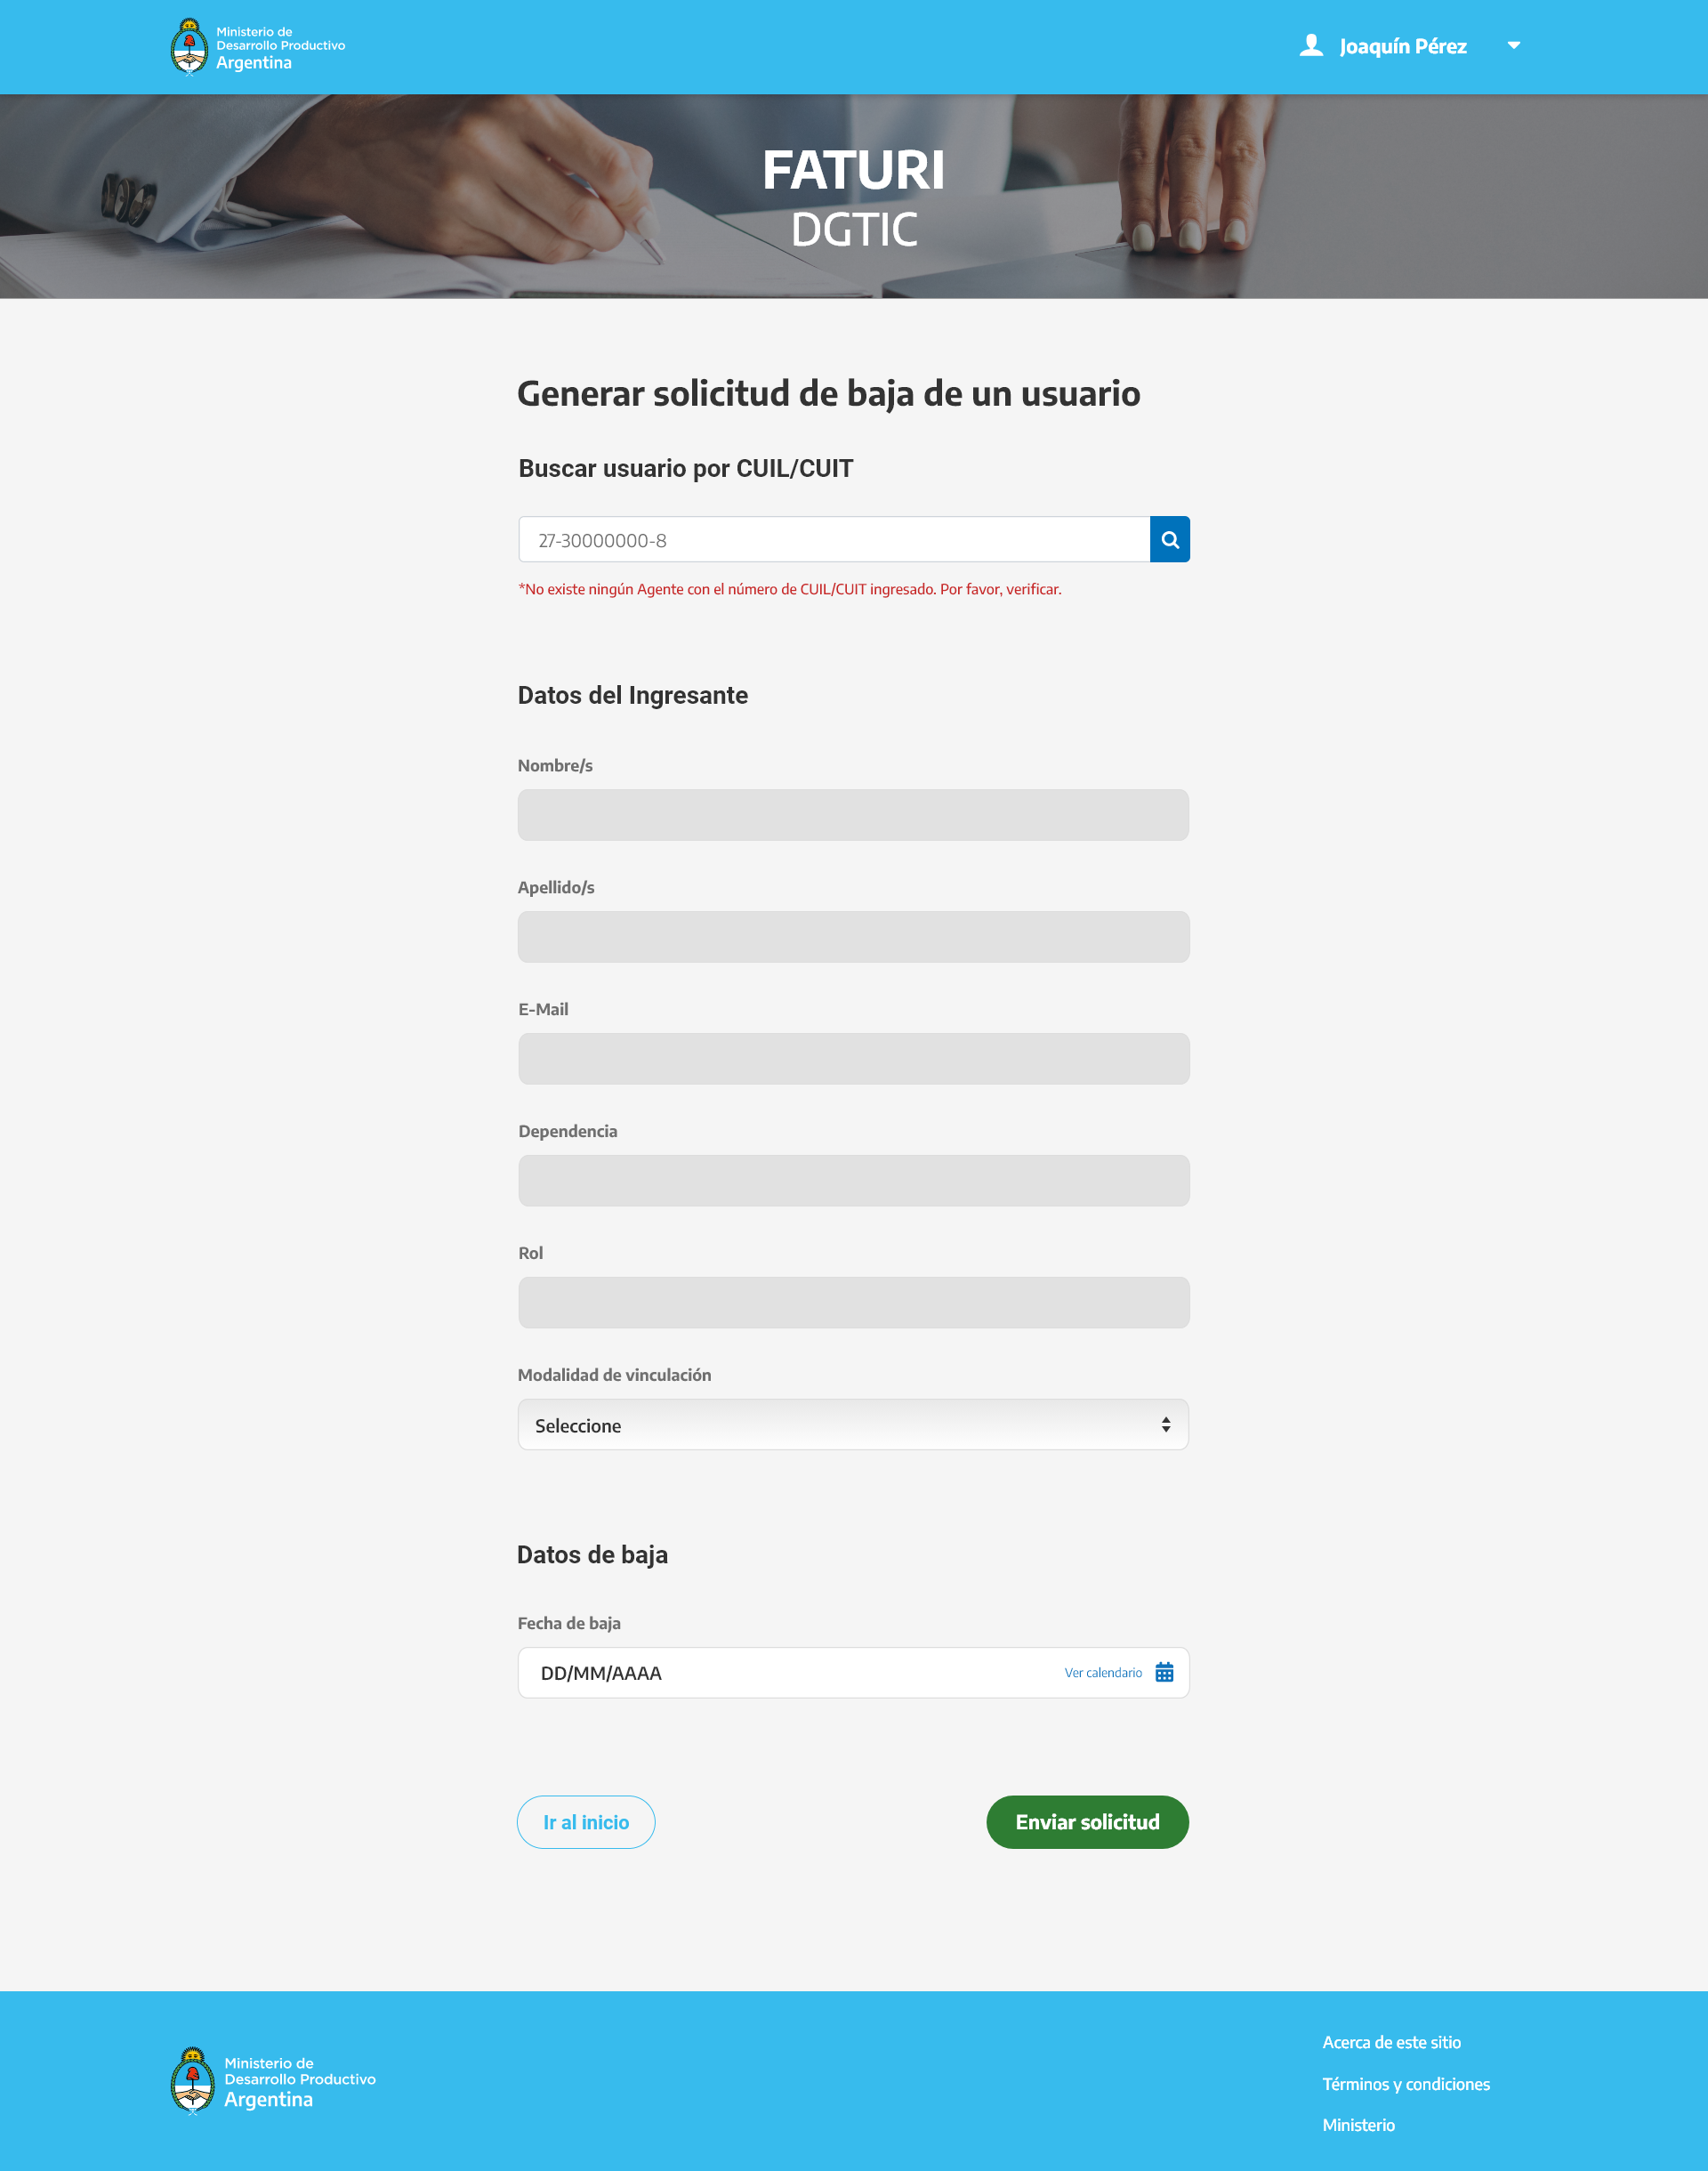 Ministerio de
Desarrollo Productivo
Argentina
Joaquín Pérez
FATURI
DGTIC
Generar solicitud de baja de un usuario
Buscar usuario por CUIL/CUIT
27-30000000-8
*No existe ningún Agente con el número de CUIL/CUIT ingresado. Por favor, verificar.
Datos del Ingresante
Nombre/s
Apellido/s
E-Mail
Dependencia
Rol
Modalidad de vinculación
Seleccione
Datos de baja
Fecha de baja
DD/MM/AAAA
Ver calendario
Ir al inicio
Enviar solicitud
Ministerio de
Desarrollo Productivo
Argentina
Acerca de este sitio
Términos y condiciones
Ministerio